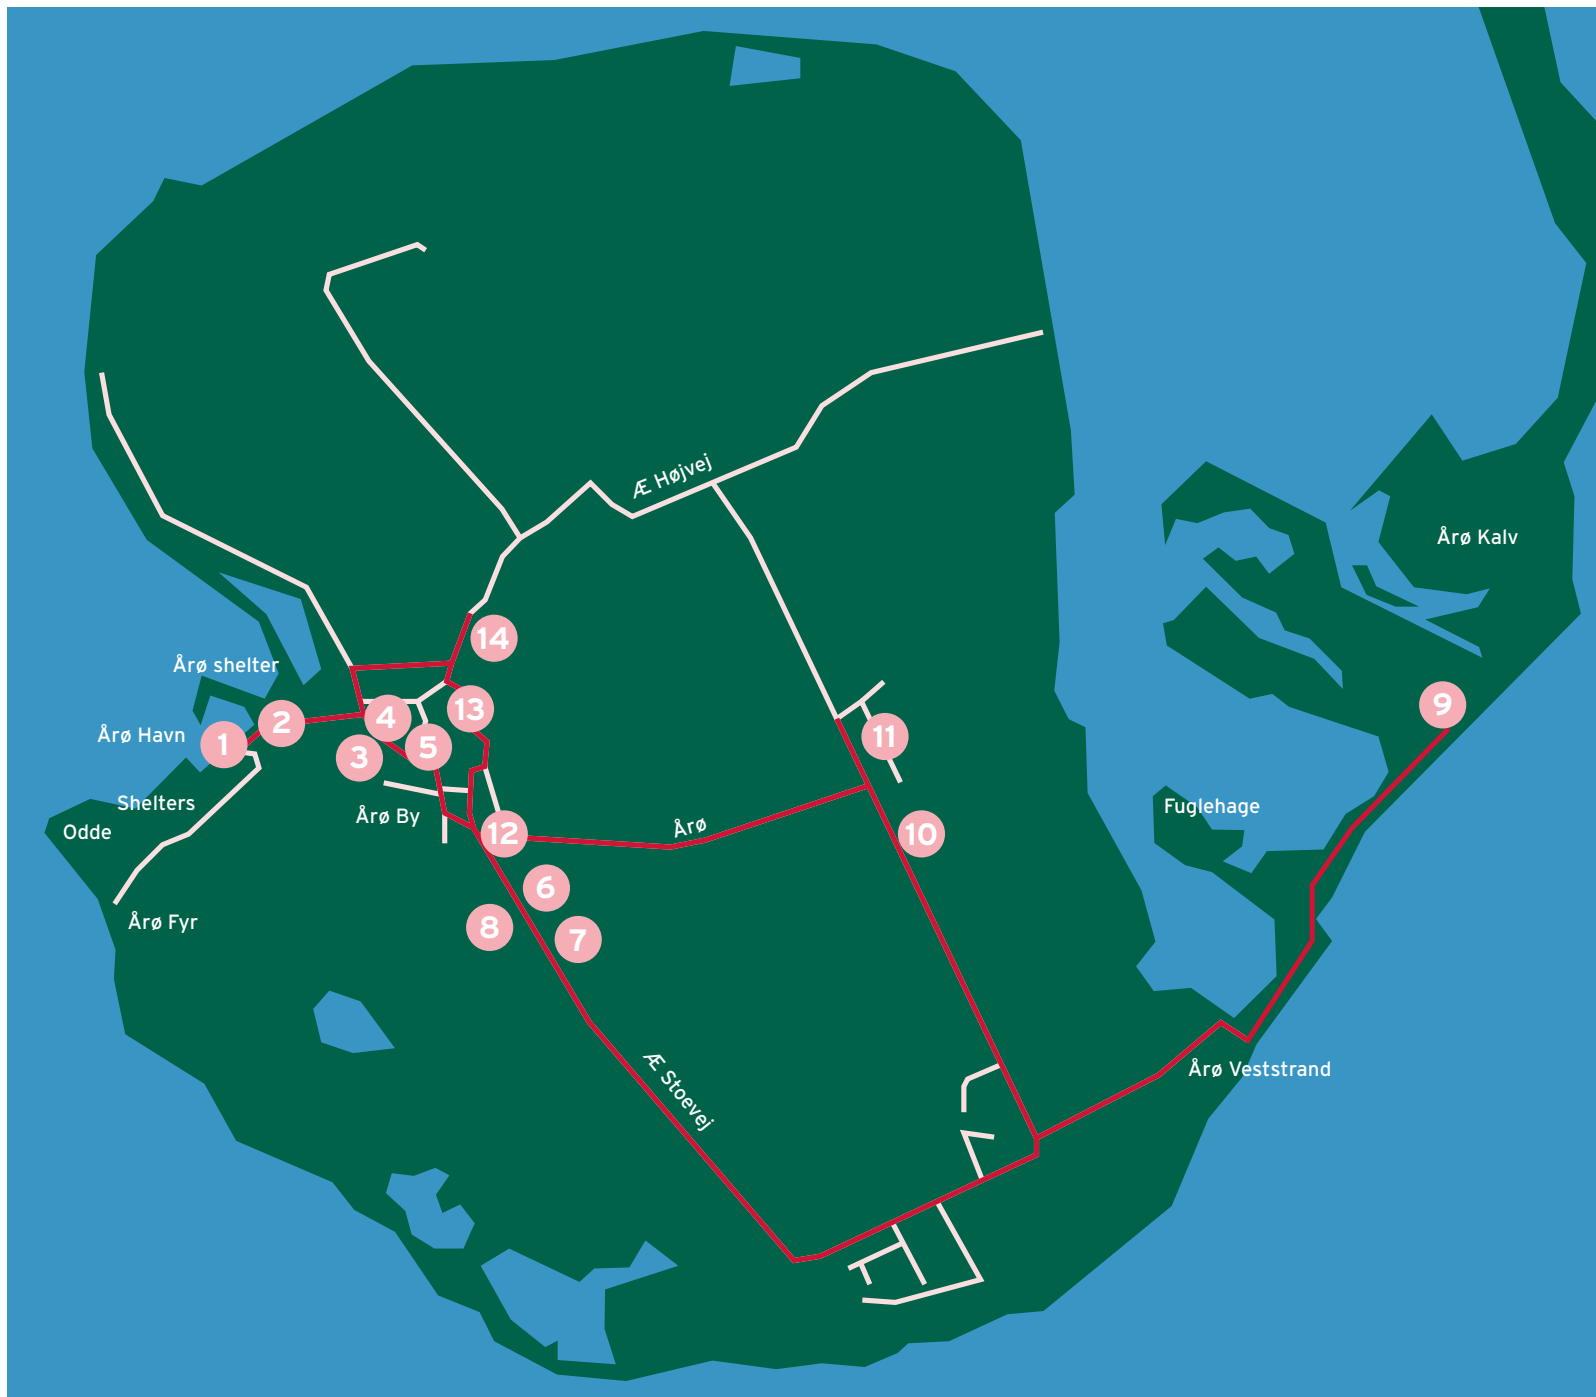 Æ Højvej
Årø Kalv
14
Årø shelter
13
9
4
2
Årø Havn
1
11
5
3
Shelters
Fuglehage
Årø By
Odde
Årø
12
10
6
Årø Fyr
8
7
Æ Stoevej
Årø Veststrand